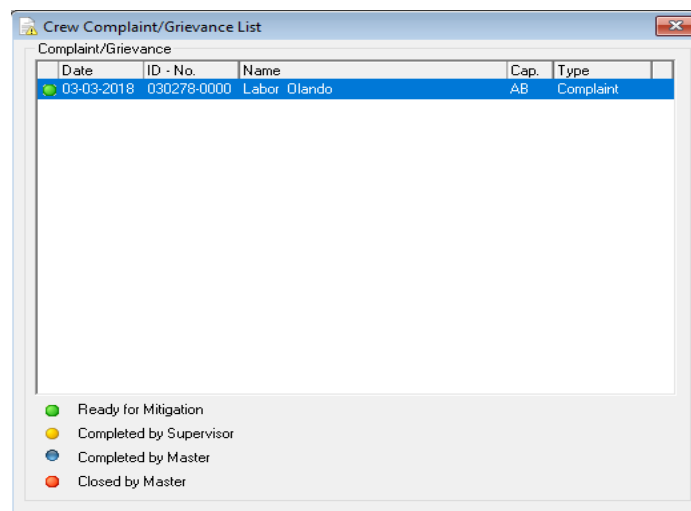 Crew Complaint/Grievance List
Complaint/Grievance
Date ID - No. Name Cap. Type
03-03-2018 030278-0000 Labor Olando AB Complaint
Ready for Mitigation
Completed by Supervisor
Completed by Master
Closed by Master